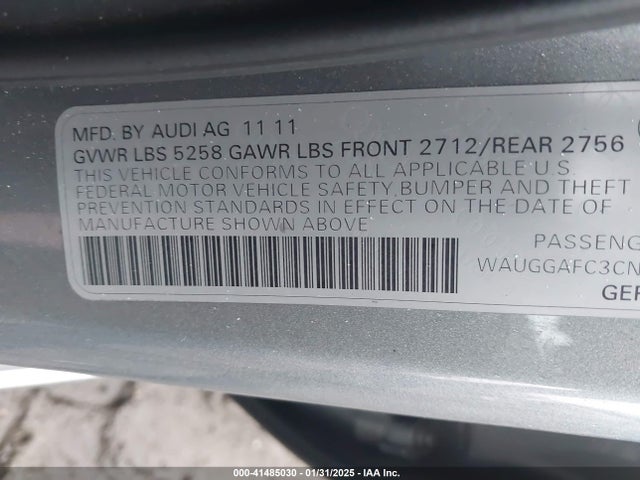 MFD. BY AUDI AG 11 11
GVWR LBS 5258 GAWR LBS FRONT 2712/REAR 2756
THIS VEHICLE CONFORMS TO ALL APPLICABLE U.S.
FEDERAL MOTOR VEHICLE SAFETY, BUMPER AND THEFT
PREVENTION STANDARDS IN EFFECT ON THE DATE OF
MANUFACTURE SHOWN ABOVE
PASSENG
WAUGGAFC3CN
GER
000-41485030 - 01/31/2025 - IAA Inc.